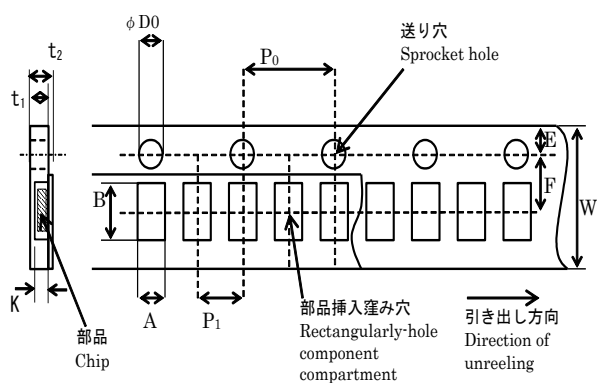 φD0
t2
t1
P0
送り穴
Sprocket hole
E
F
W
B
K
A
P1
部品
Chip
部品挿入窪み穴
Rectangularly-hole
component
compartment
引き出し方向
Direction of
unreeling